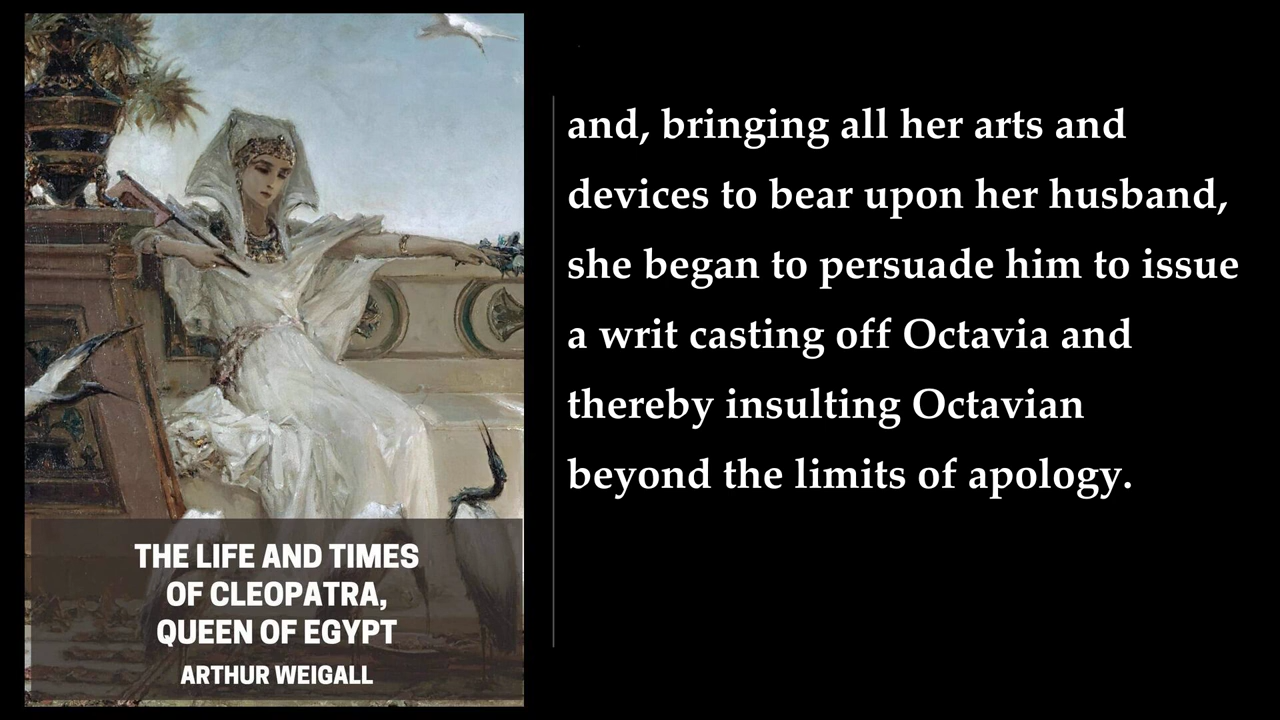 and, bringing all her arts and
devices to bear upon her husband,
she began to persuade him to issue
a writ casting off Octavia and
thereby insulting Octavian
beyond the limits of apology.
THE LIFE AND TIMES
OF CLEOPATRA,
QUEEN OF EGYPT
ARTHUR WEIGALL